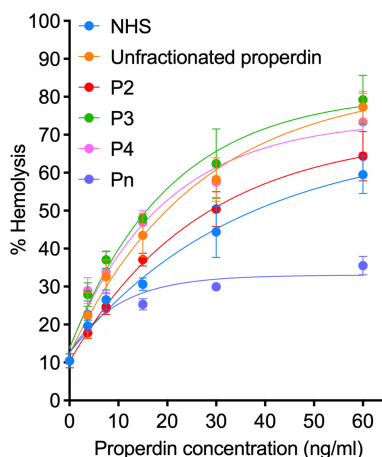 100
90
80
70
60
50
40
30
20
10
0
% Hemolysis
NHS
Unfractionated properdin
P2
P3
P4
Pn
0 10 20 30 40 50 60
Properdin concentration (ng/ml)